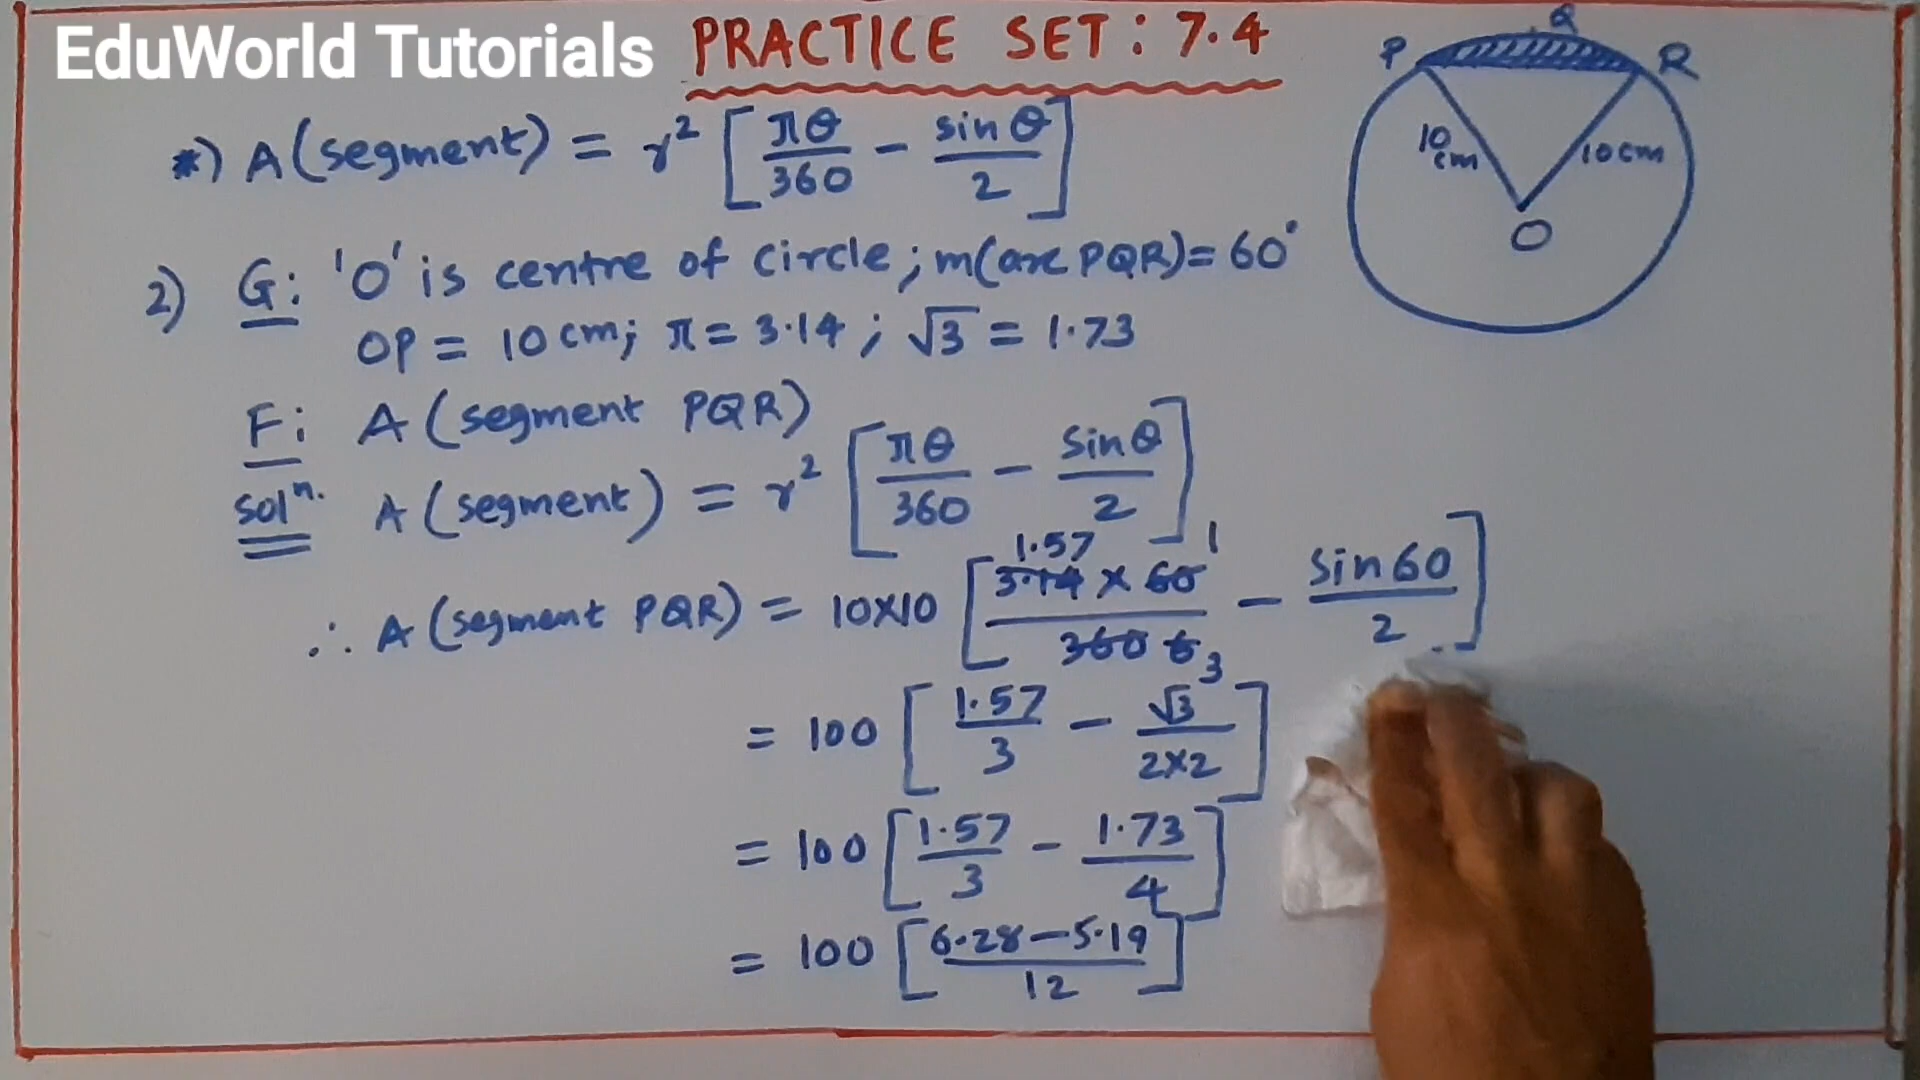 EduWorld Tutorials PRACTICE SET: 7.4
*) A(segment) = r² [πθ/360 − sin θ/2]
P Q R
10 cm 10 cm
O
2) G: 'O' is centre of circle; m(arc PQR) = 60°
OP = 10 cm; π = 3.14; √3 = 1.73
F: A (segment PQR)
Solⁿ. A (segment) = r² [πθ/360 − sin θ/2]
1.57 1
∴ A (segment PQR) = 10×10 [3.14 × 60/360 6 − sin 60/2]
3
= 100 [1.57/3 − √3/2×2]
= 100 [1.57/3 − 1.73/4]
= 100 [6.28 − 5.19/12]